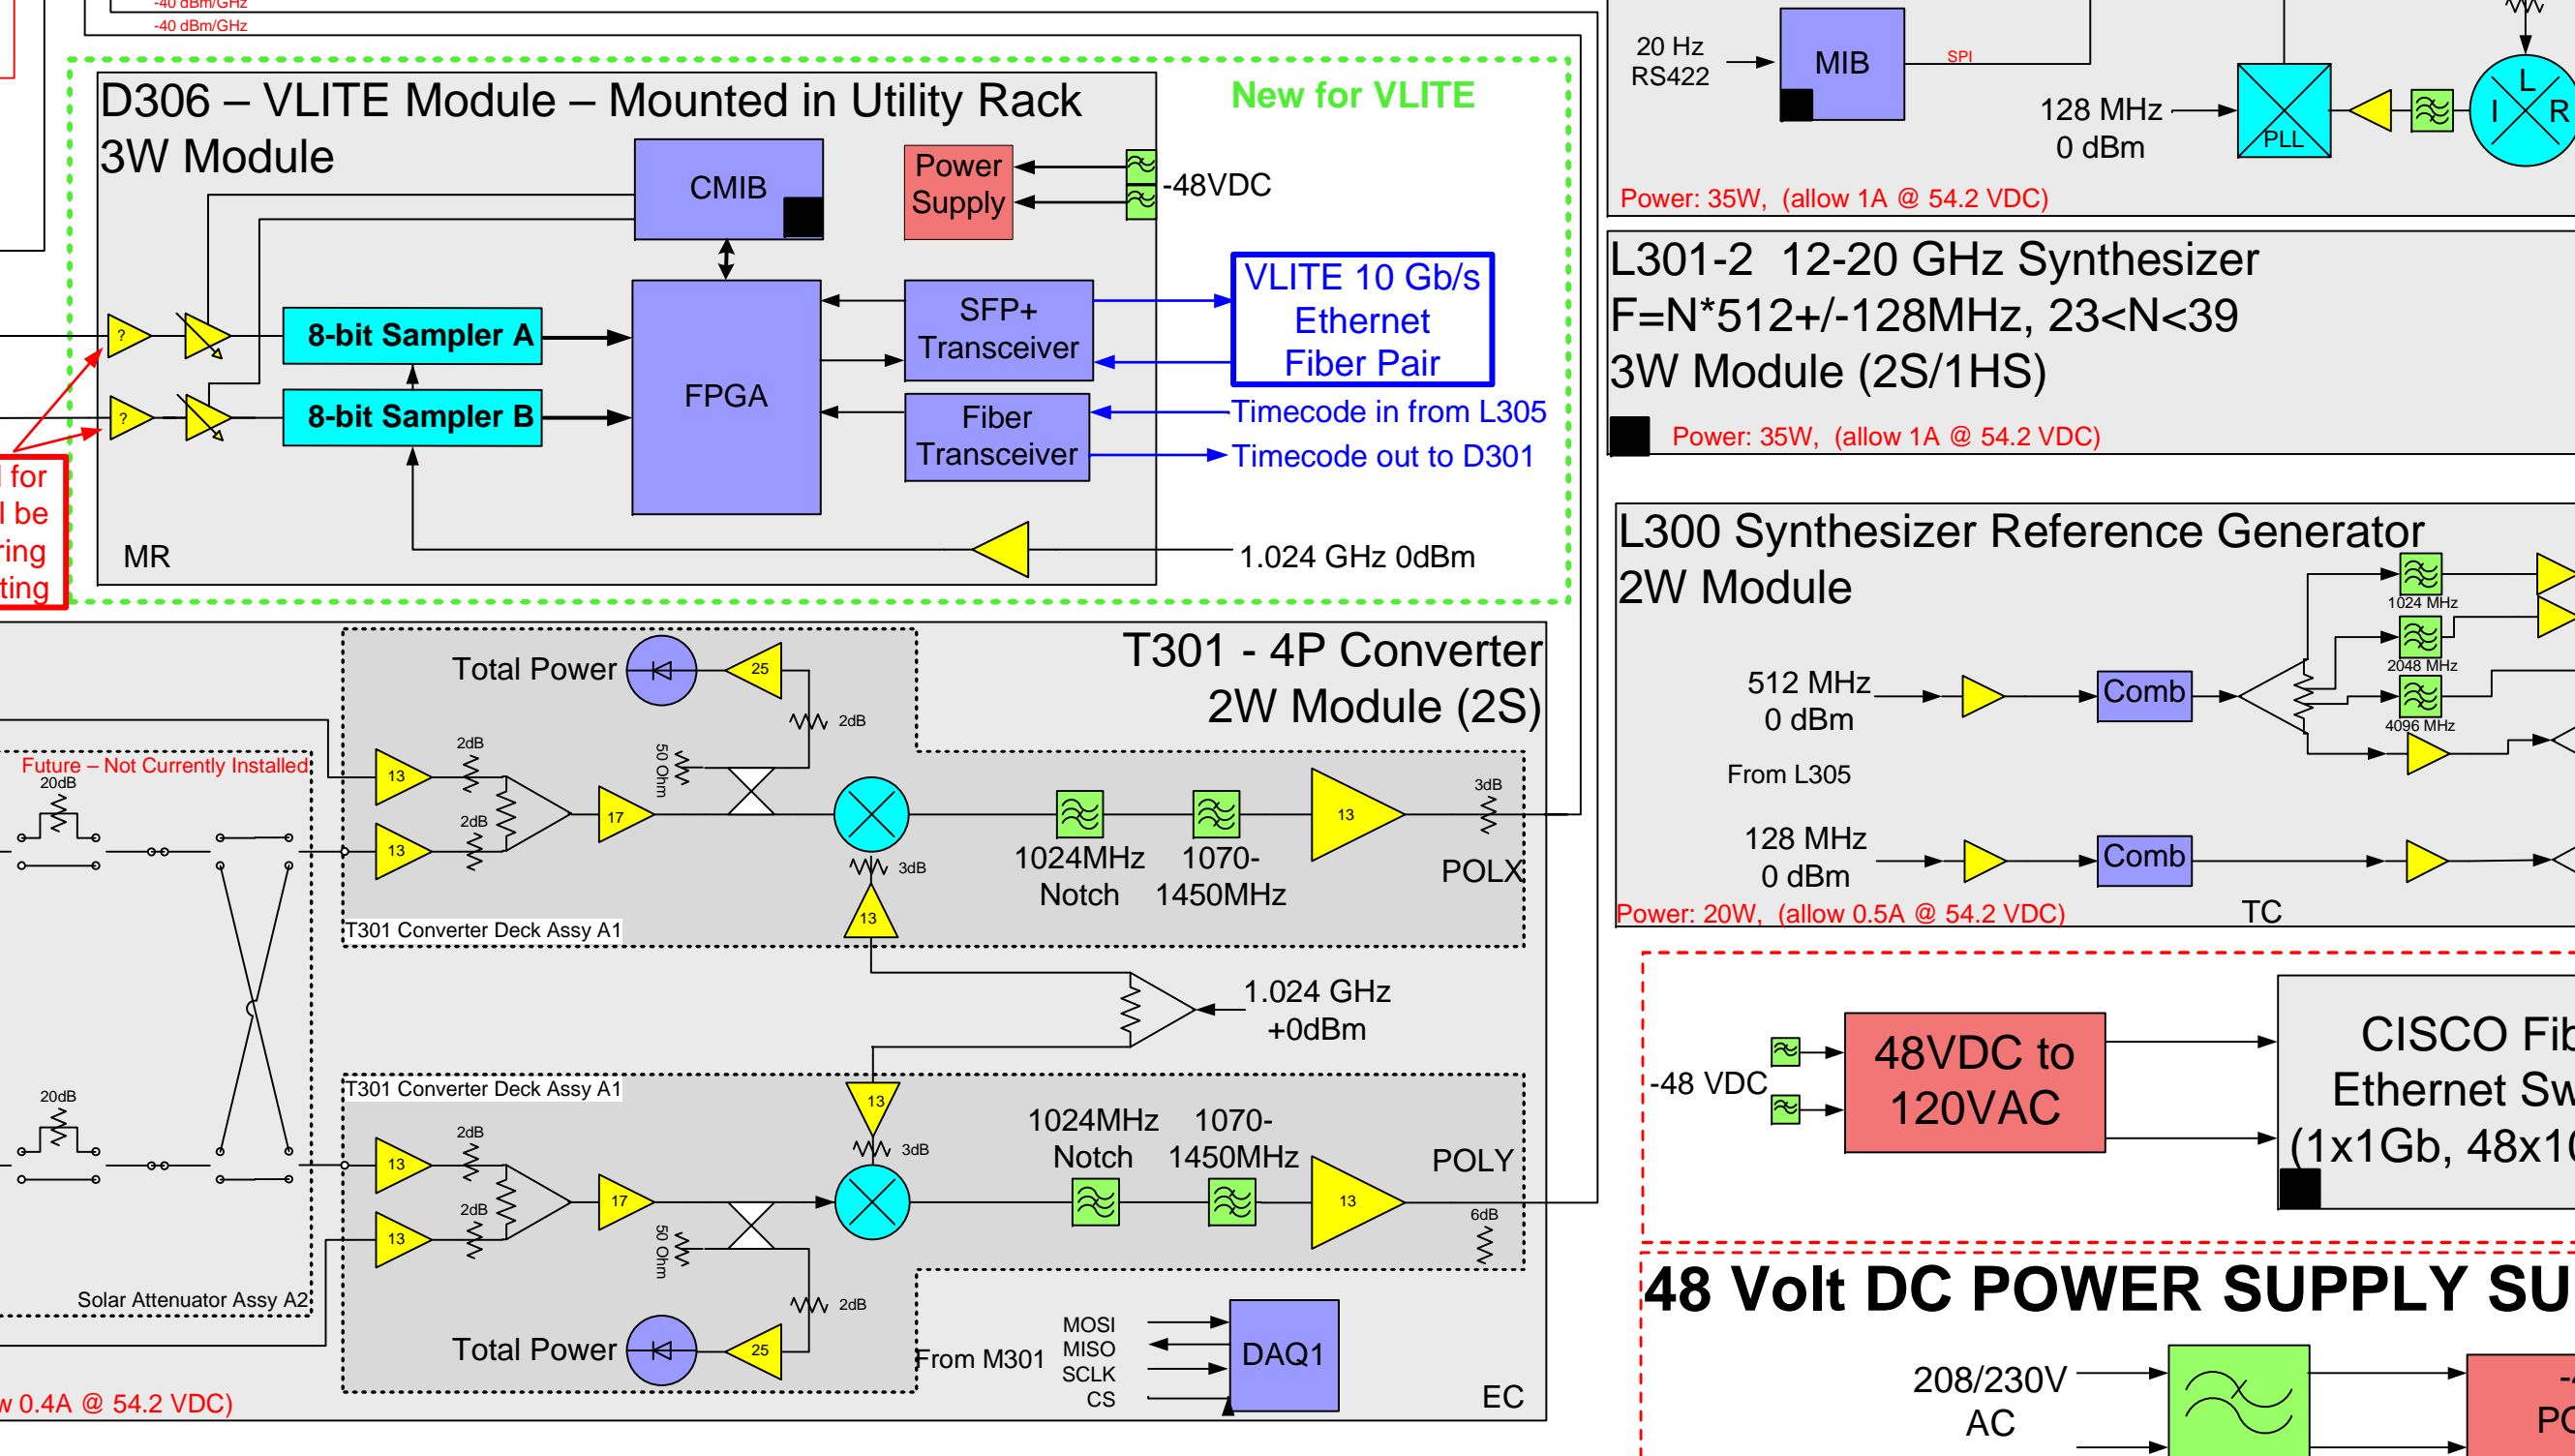 -40 dBm/GHz
-40 dBm/GHz
D306 – VLITE Module – Mounted in Utility Rack
3W Module
New for VLITE
CMIB
Power
Supply
-48VDC
8-bit Sampler A
8-bit Sampler B
?
?
FPGA
SFP+
Transceiver
Fiber
Transceiver
VLITE 10 Gb/s
Ethernet
Fiber Pair
Timecode in from L305
Timecode out to D301
1.024 GHz 0dBm
MR
for
be
20 Hz
RS422
MIB
SPI
128 MHz
0 dBm
PLL
L
I
R
Power: 35W, (allow 1A @ 54.2 VDC)
L301-2 12-20 GHz Synthesizer
F=N*512+/-128MHz, 23<N<39
3W Module (2S/1HS)
Power: 35W, (allow 1A @ 54.2 VDC)
L300 Synthesizer Reference Generator
2W Module
1024 MHz
2048 MHz
4096 MHz
512 MHz
0 dBm
Comb
From L305
128 MHz
0 dBm
Comb
Power: 20W, (allow 0.5A @ 54.2 VDC)
TC
T301 - 4P Converter
2W Module (2S)
Total Power
25
2dB
Future – Not Currently Installed
20dB
13
2dB
13
2dB
17
50 Ohm
3dB
13
1024MHz
Notch
1070-
1450MHz
13
3dB
POLX
T301 Converter Deck Assy A1
1.024 GHz
+0dBm
T301 Converter Deck Assy A1
20dB
13
2dB
13
2dB
17
50 Ohm
13
3dB
1024MHz
Notch
1070-
1450MHz
13
POLY
6dB
2dB
Solar Attenuator Assy A2
Total Power
25
From M301
MOSI
MISO
SCLK
CS
DAQ1
EC
0.4A @ 54.2 VDC)
-48 VDC
48VDC to
120VAC
CISCO
Ethernet
(1x1Gb,
48 Volt DC POWER SUPPLY
208/230V
AC